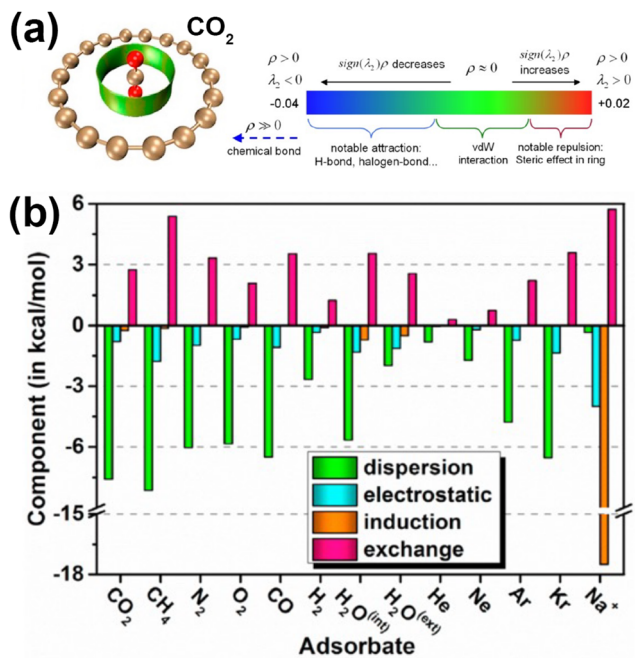 (a)
CO₂
ρ > 0
λ₂ < 0
-0.04
sign(λ₂)ρ decreases
ρ ≈ 0
sign(λ₂)ρ
increases
ρ > 0
λ₂ > 0
+0.02
ρ ≫ 0
chemical bond
notable attraction:
H-bond, halogen-bond...
vdW
interaction
notable repulsion:
Steric effect in ring
(b)
Component (in kcal/mol)
6
3
0
-3
-6
-15
-18
dispersion
electrostatic
induction
exchange
CO₂ CH₄ N₂ O₂ CO H₂ H₂O(int) H₂O(ext) He Ne Ar Kr Na⁺
Adsorbate